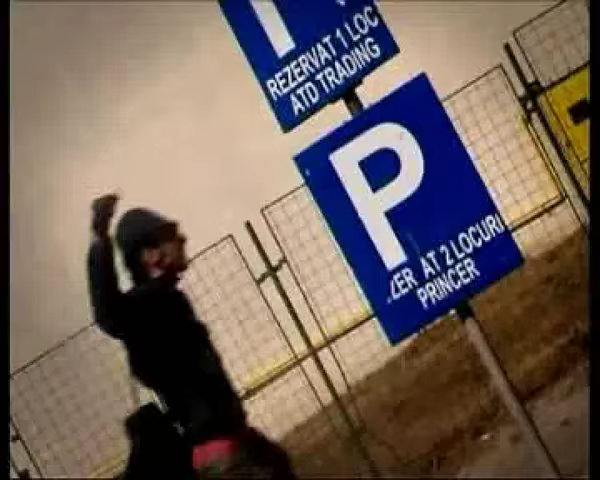 REZERVAT 1 LOC
ATD TRADING
P
ZER AT 2 LOCURI
PRINCER